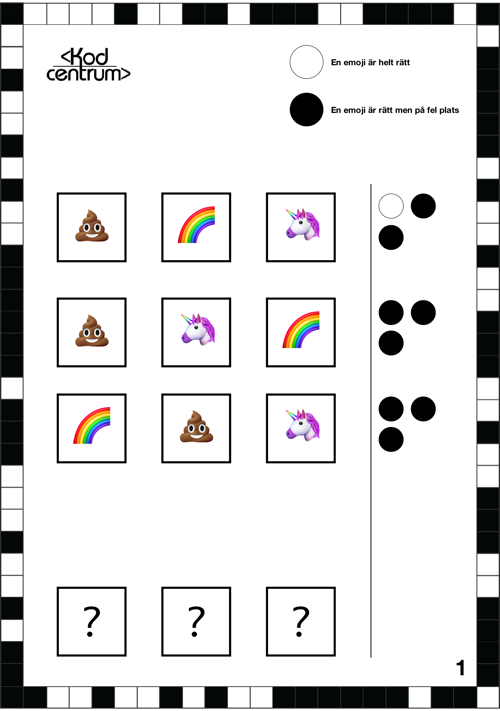 <Kod
centrum>
En emoji är helt rätt
En emoji är rätt men på fel plats
? ? ?
1